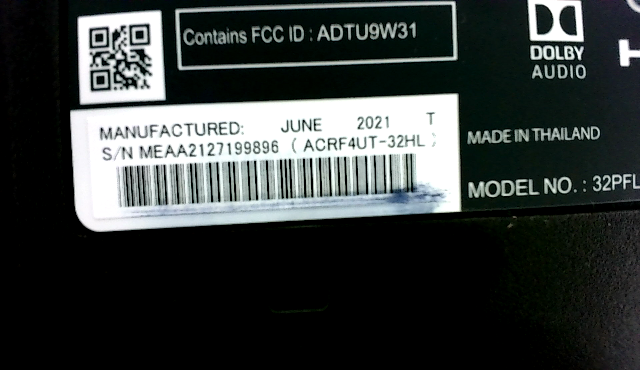 Contains FCC ID : ADTU9W31
DOLBY
AUDIO
MANUFACTURED: JUNE 2021 T
S/N MEAA2127199896 ( ACRF4UT-32HL )
MADE IN THAILAND
MODEL NO. : 32PFL